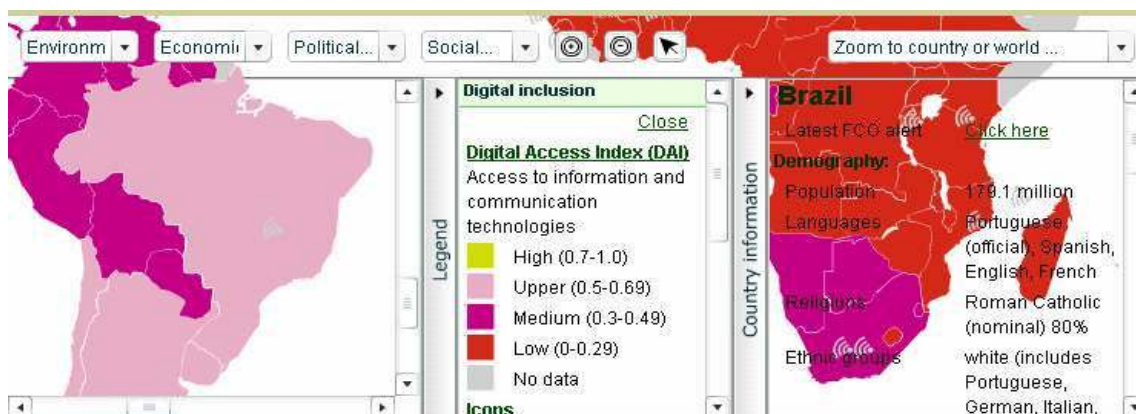 Environm Economic Political... Social... Zoom to country or world ...
Legend
Digital inclusion
Close
Digital Access Index (DAI)
Access to information and
communication
technologies
High (0.7-1.0)
Upper (0.5-0.69)
Medium (0.3-0.49)
Low (0-0.29)
No data
Icons
Country information
Brazil
Latest FCO alert Click here
Demography:
Population 179.1 million
Languages Portuguese
(official), Spanish,
English, French
Religions Roman Catholic
(nominal) 80%
Ethnic groups white (includes
Portuguese,
German, Italian,